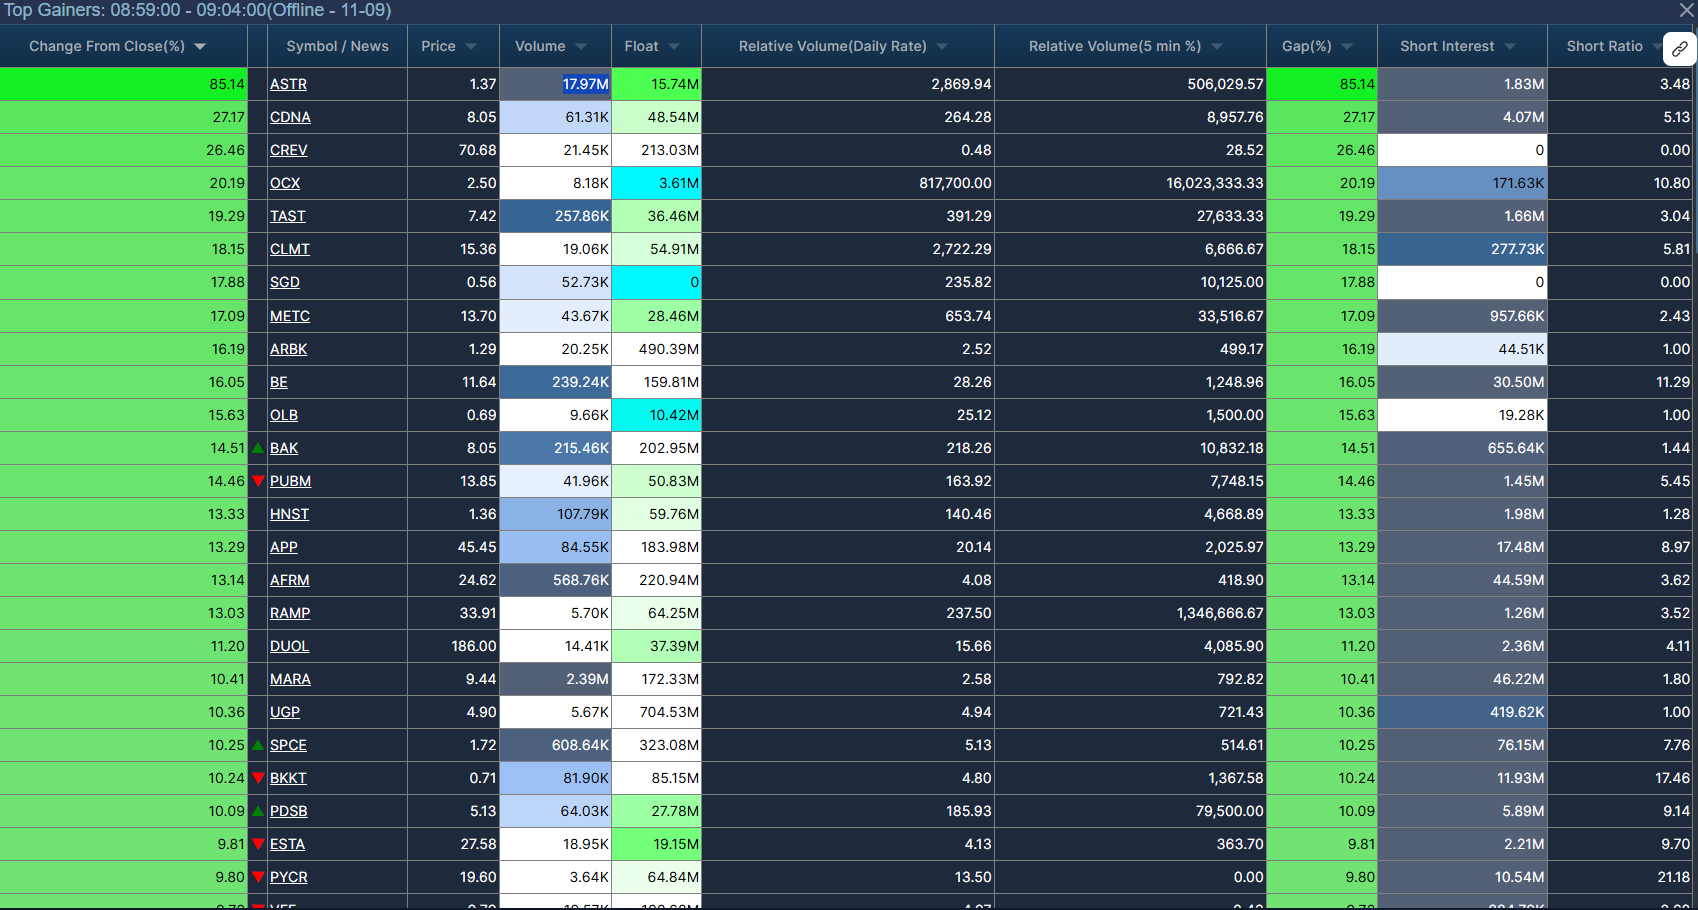 Top Gainers: 08:59:00 - 09:04:00(Offline - 11-09)
Change From Close(%) Symbol / News Price Volume Float Relative Volume(Daily Rate) Relative Volume(5 min %) Gap(%) Short Interest Short Ratio
85.14 ASTR 1.37 17.97M 15.74M 2,869.94 506,029.57 85.14 1.83M 3.48
27.17 CDNA 8.05 61.31K 48.54M 264.28 8,957.76 27.17 4.07M 5.13
26.46 CREV 70.68 21.45K 213.03M 0.48 28.52 26.46 0 0.00
20.19 OCX 2.50 8.18K 3.61M 817,700.00 16,023,333.33 20.19 171.63K 10.80
19.29 TAST 7.42 257.86K 36.46M 391.29 27,633.33 19.29 1.66M 3.04
18.15 CLMT 15.36 19.06K 54.91M 2,722.29 6,666.67 18.15 277.73K 5.81
17.88 SGD 0.56 52.73K 0 235.82 10,125.00 17.88 0 0.00
17.09 METC 13.70 43.67K 28.46M 653.74 33,516.67 17.09 957.66K 2.43
16.19 ARBK 1.29 20.25K 490.39M 2.52 499.17 16.19 44.51K 1.00
16.05 BE 11.64 239.24K 159.81M 28.26 1,248.96 16.05 30.50M 11.29
15.63 OLB 0.69 9.66K 10.42M 25.12 1,500.00 15.63 19.28K 1.00
14.51 BAK 8.05 215.46K 202.95M 218.26 10,832.18 14.51 655.64K 1.44
14.46 PUBM 13.85 41.96K 50.83M 163.92 7,748.15 14.46 1.45M 5.45
13.33 HNST 1.36 107.79K 59.76M 140.46 4,668.89 13.33 1.98M 1.28
13.29 APP 45.45 84.55K 183.98M 20.14 2,025.97 13.29 17.48M 8.97
13.14 AFRM 24.62 568.76K 220.94M 4.08 418.90 13.14 44.59M 3.62
13.03 RAMP 33.91 5.70K 64.25M 237.50 1,346,666.67 13.03 1.26M 3.52
11.20 DUOL 186.00 14.41K 37.39M 15.66 4,085.90 11.20 2.36M 4.11
10.41 MARA 9.44 2.39M 172.33M 2.58 792.82 10.41 46.22M 1.80
10.36 UGP 4.90 5.67K 704.53M 4.94 721.43 10.36 419.62K 1.00
10.25 SPCE 1.72 608.64K 323.08M 5.13 514.61 10.25 76.15M 7.76
10.24 BKKT 0.71 81.90K 85.15M 4.80 1,367.58 10.24 11.93M 17.46
10.09 PDSB 5.13 64.03K 27.78M 185.93 79,500.00 10.09 5.89M 9.14
9.81 ESTA 27.58 18.95K 19.15M 4.13 363.70 9.81 2.21M 9.70
9.80 PYCR 19.60 3.64K 64.84M 13.50 0.00 9.80 10.54M 21.18